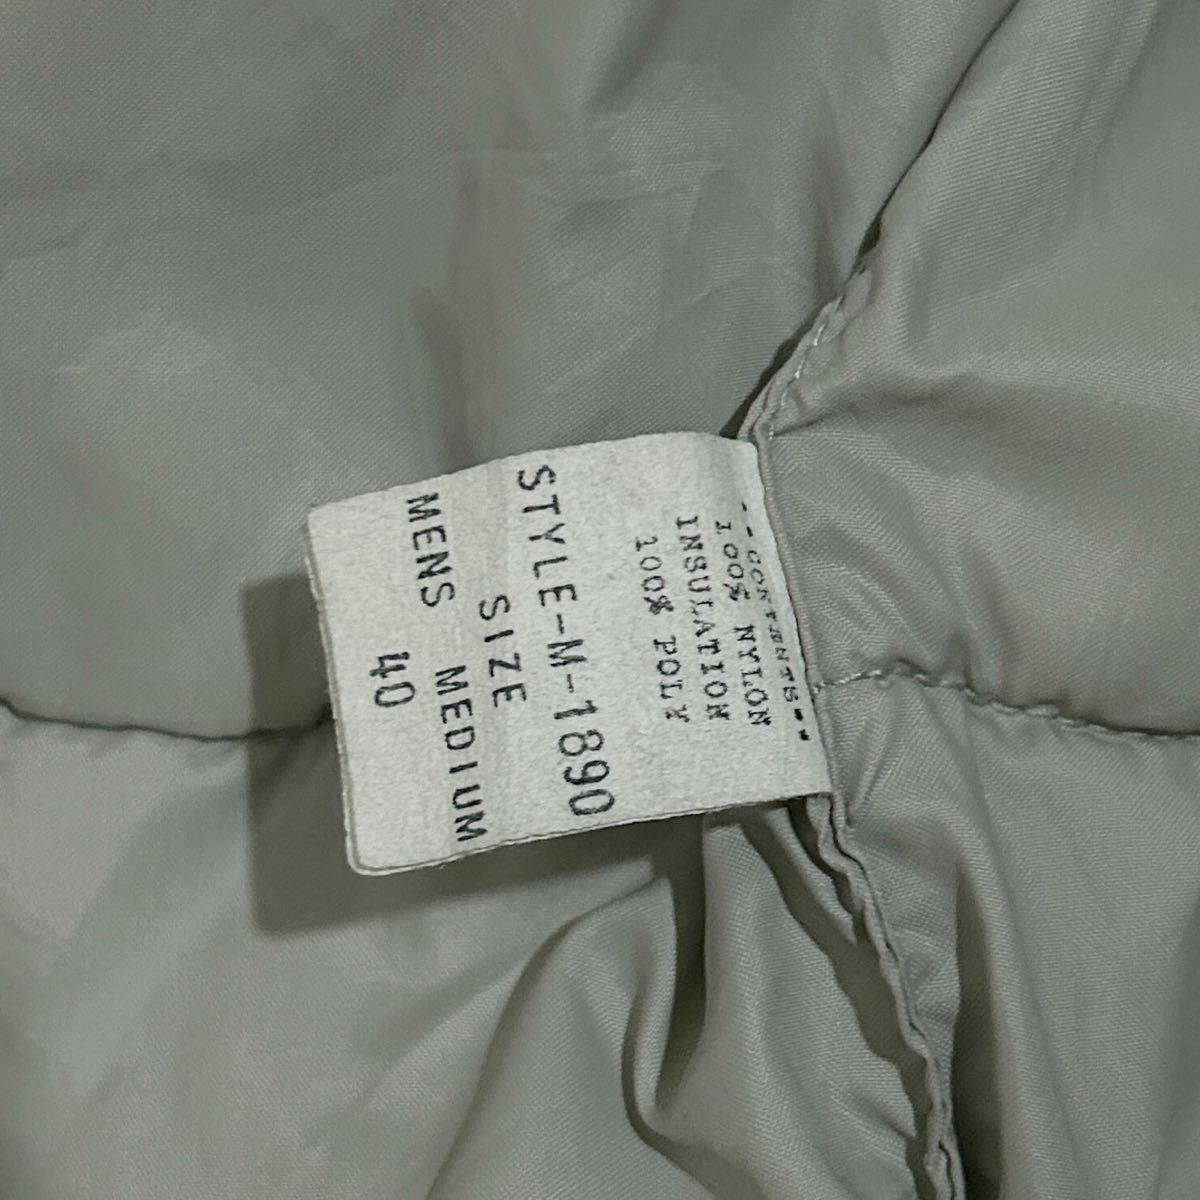 --CONTENTS--
100% NYLON
INSULATION
100% POLY
STYLE-M-1890
SIZE
MENS MEDIUM
40